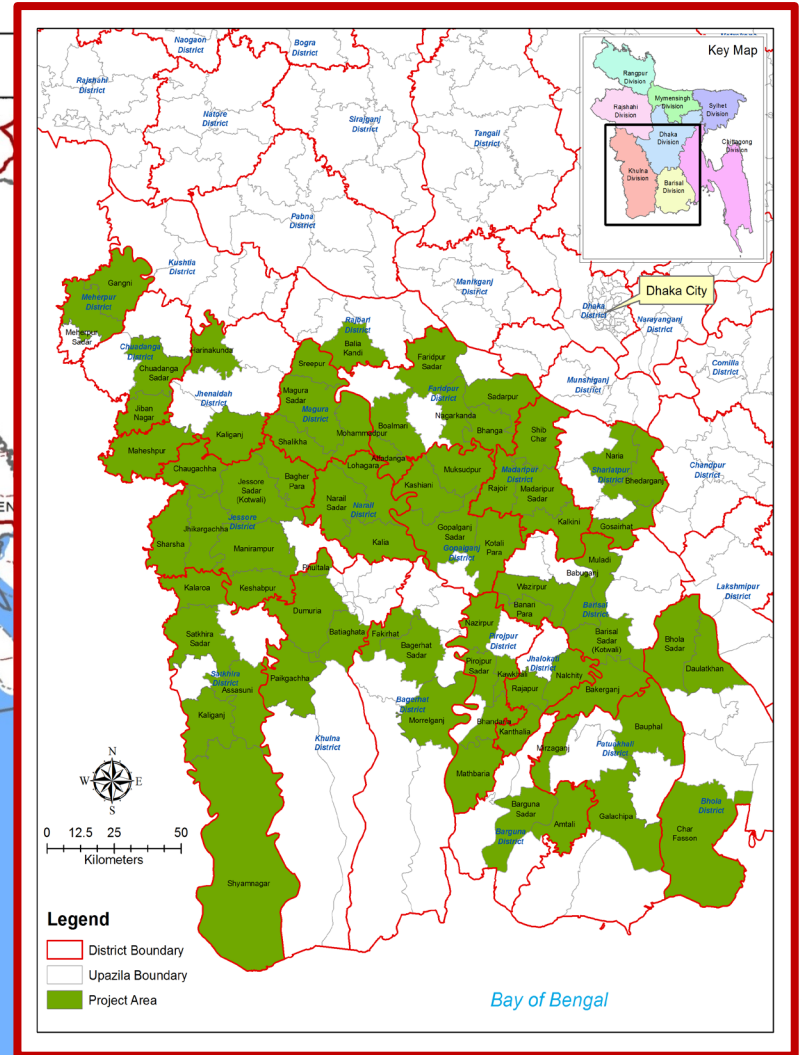 Naogaon
District
Bogra
District
Key Map
Rangpur
Division
Rajshahi
Division
Mymensingh
Division
Sylhet
Division
Dhaka
Division
Chittagong
Division
Khulna
Division
Barisal
Division
Rajshahi
District
Natore
District
Sirajganj
District
Tangail
District
Pabna
District
Kushtia
District
Manikganj
District
Dhaka City
Dhaka
District
Narayanganj
District
Gangni
Meherpur
District
Meherpur
Sadar
Chuadanga
District
Chuadanga
Sadar
Harinakunda
Rajbari
District
Balia
Kandi
Faridpur
Sadar
Munshiganj
District
Comilla
District
Sreepur
Jhenaidah
District
Magura
Sadar
Magura
District
Faridpur
District
Sadarpur
Jiban
Nagar
Kaliganj
Shalikha
Mohammadpur
Boalmari
Nagarkanda
Bhanga
Shib
Char
Maheshpur
Chaugachha
Alfadanga
Lohagara
Naria
Shariatpur
District
Bhedarganj
Chandpur
District
Jessore
Sadar
(Kotwali)
Bagher
Para
Kashiani
Muksudpur
Madaripur
District
Rajoir
Madaripur
Sadar
Narail
Sadar
Narail
District
Jessore
District
Jhikargachha
Sharsha
Manirampur
Kalia
Gopalganj
Sadar
Gopalganj
District
Kotali
Para
Kalkini
Gosairhat
Phultala
Babuganj
Muladi
Lakshmipur
District
Kalaroa
Keshabpur
Wazirpur
Banari
Para
Barisal
District
Dumuria
Satkhira
Sadar
Batiaghata
Fakirhat
Bagerhat
Sadar
Nazirpur
Pirojpur
District
Barisal
Sadar
(Kotwali)
Bhola
Sadar
Daulatkhan
Pirojpur
Sadar
Jhalokati
District
Kawkhali
Nalchity
Rajapur
Bakerganj
Satkhira
District
Assasuni
Paikgachha
Bagerhat
District
Morrelganj
Kaliganj
Khulna
District
Bhandaria
Kanthalia
Mirzaganj
Patuakhali
District
Bauphal
Mathbaria
Barguna
Sadar
Barguna
District
Amtali
Galachipa
Bhola
District
Char
Fasson
N
W
E
S
0 12.5 25 50
Kilometers
Shyamnagar
Legend
District Boundary
Upazila Boundary
Project Area
Bay of Bengal